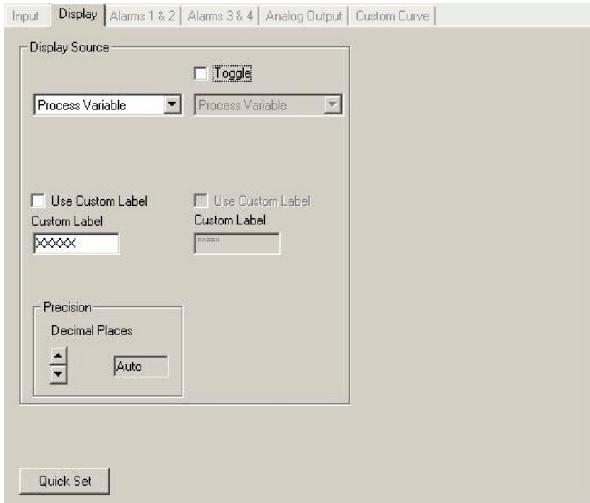 Input Display Alarms 1 & 2 Alarms 3 & 4 Analog Output Custom Curve
Display Source
Toggle
Process Variable Process Variable
Use Custom Label Use Custom Label
Custom Label Custom Label
XXXXX xxxxx
Precision
Decimal Places
Auto
Quick Set